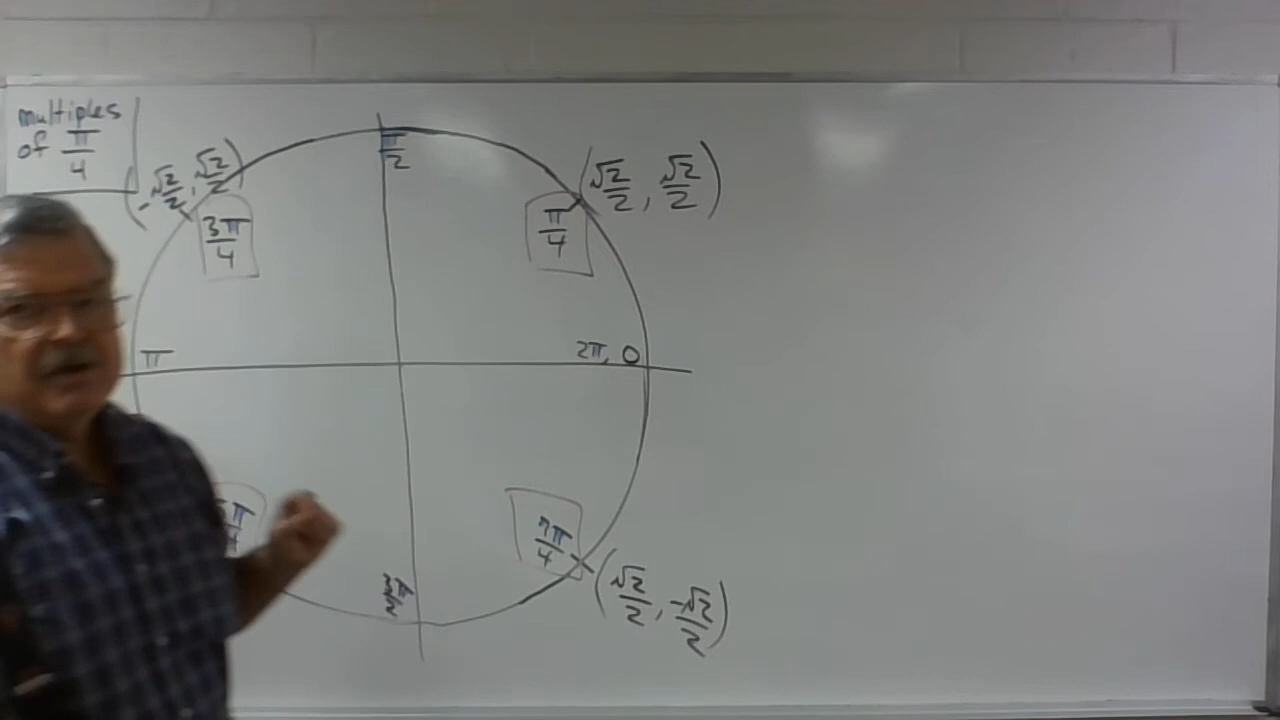 multiples
of π/4
π/2
(-√2/2, √2/2)
(√2/2, √2/2)
3π/4
π/4
π
2π, 0
7π/4
(√2/2, -√2/2)